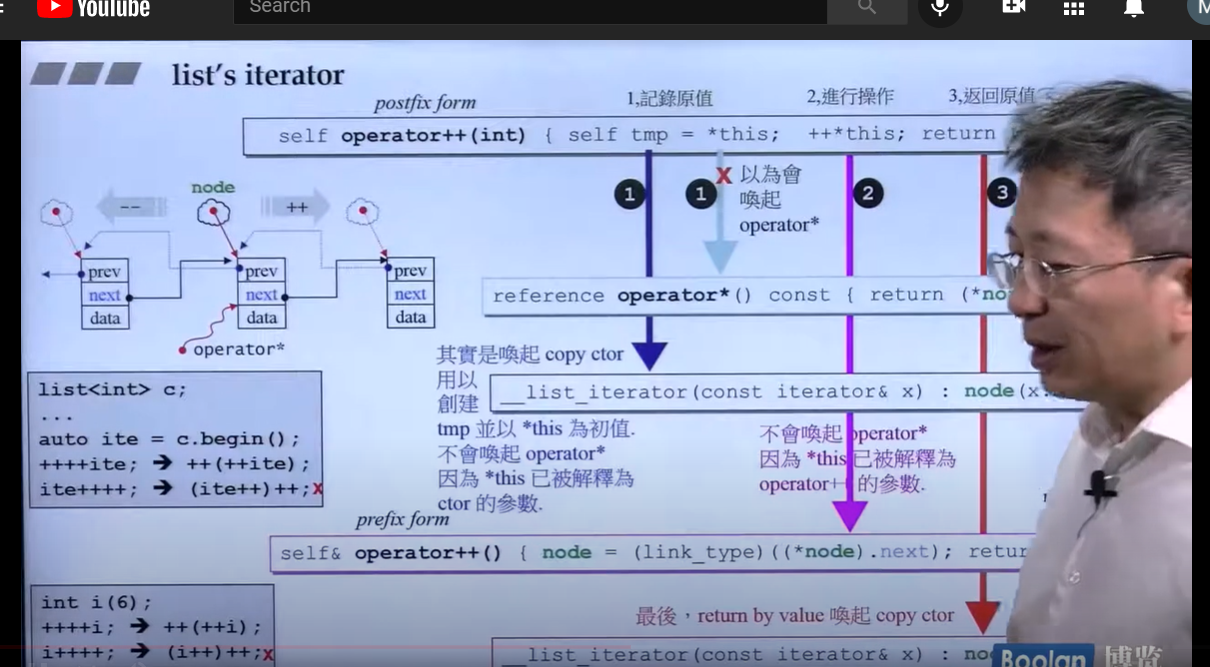 YouTube
Search
M
list's iterator
postfix form
1,記錄原值
2,進行操作
3,返回原值
self operator++(int) { self tmp = *this; ++*this; return
node
--
++
prev
next
data
prev
next
data
prev
next
data
operator*
1
1
2
3
x 以為會
喚起
operator*
reference operator*() const { return (*no
其實是喚起 copy ctor
用以
創建
tmp 並以 *this 為初值.
不會喚起 operator*
因為 *this 已被解釋為
ctor 的參數.
__list_iterator(const iterator& x) : node(x
不會喚起 operator*
因為 *this 已被解釋為
operator++ 的參數.
list<int> c;
...
auto ite = c.begin();
++++ite; ➔ ++(++ite);
ite++++; ➔ (ite++)++;x
prefix form
self& operator++() { node = (link_type)((*node).next); retur
int i(6);
++++i; ➔ ++(++i);
i++++; ➔ (i++)++;x
最後，return by value 喚起 copy ctor
__list_iterator(const iterator& x) : no
Boolan 博览